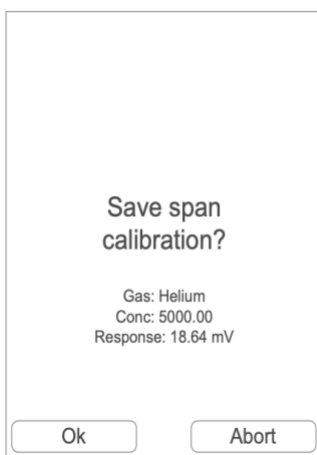 Save span
calibration?
Gas: Helium
Conc: 5000.00
Response: 18.64 mV
Ok Abort